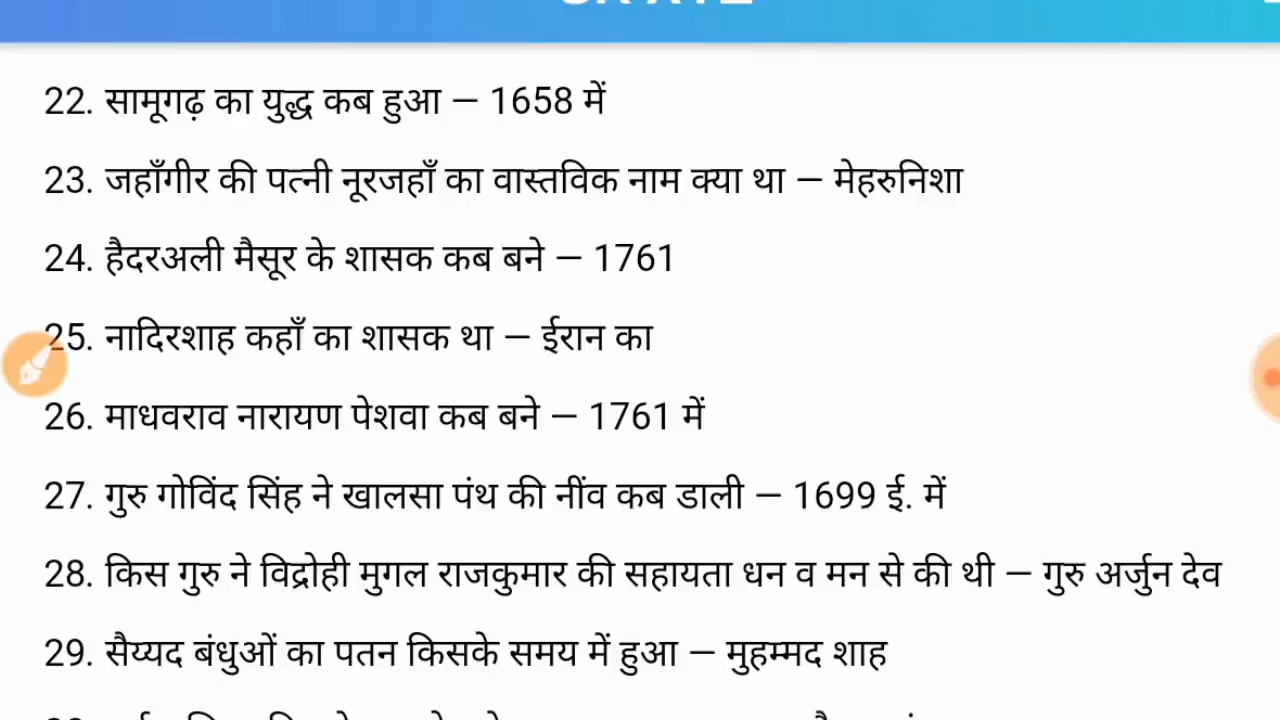 22. सामूगढ़ का युद्ध कब हुआ – 1658 में
23. जहाँगीर की पत्नी नूरजहाँ का वास्तविक नाम क्या था – मेहरुनिशा
24. हैदरअली मैसूर के शासक कब बने – 1761
25. नादिरशाह कहाँ का शासक था – ईरान का
26. माधवराव नारायण पेशवा कब बने – 1761 में
27. गुरु गोविंद सिंह ने खालसा पंथ की नींव कब डाली – 1699 ई. में
28. किस गुरु ने विद्रोही मुगल राजकुमार की सहायता धन व मन से की थी – गुरु अर्जुन देव
29. सैय्यद बंधुओं का पतन किसके समय में हुआ – मुहम्मद शाह